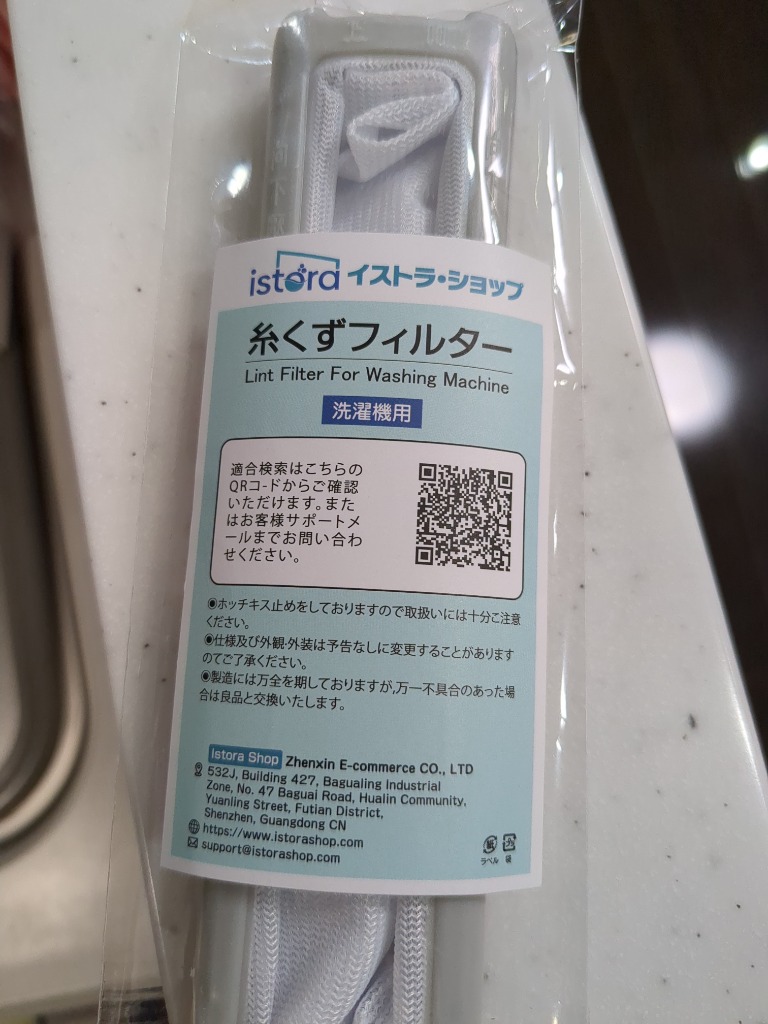 istora イストラ・ショップ
糸くずフィルター
Lint Filter For Washing Machine
洗濯機用
適合検索はこちらの
QRコ-ドからご確認
いただけます。また
はお客様サポートメ
ールまでお問い合わ
せください。
◉ホッチキス止めをしておりますので取扱いには十分ご注意
ください。
◉仕様及び外観·外装は予告なしに変更することがあります
のでご了承ください。
◉製造には万全を期しておりますが,万一不具合のあった場
合は良品と交換いたします。
Istora Shop Zhenxin E-commerce CO., LTD
532J, Building 427, Bagualing Industrial
Zone, No. 47 Baguai Road, Hualin Community,
Yuanling Street, Futian District,
Shenzhen, Guangdong CN
https://www.istorashop.com
support@istorashop.com
紙 プラ
ラベル 袋